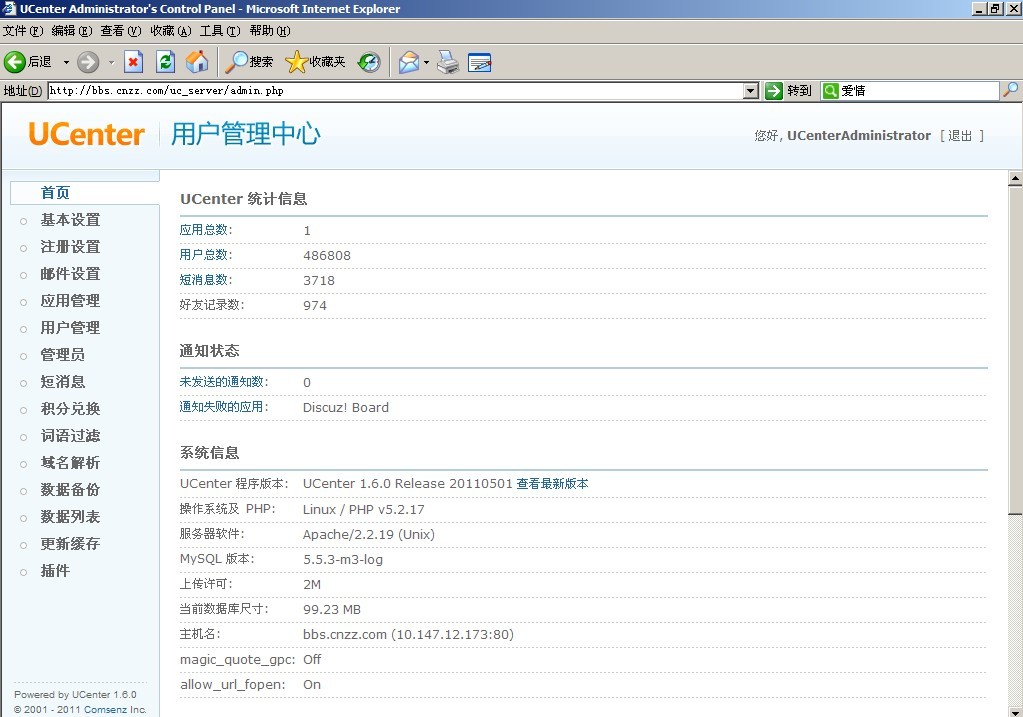 UCenter Administrator's Control Panel - Microsoft Internet Explorer
文件(F) 编辑(E) 查看(V) 收藏(A) 工具(T) 帮助(H)
后退 搜索 收藏夹
地址(D) http://bbs.cnzz.com/uc_server/admin.php 转到 爱情
UCenter 用户管理中心
您好, UCenterAdministrator [ 退出 ]
首页
基本设置
注册设置
邮件设置
应用管理
用户管理
管理员
短消息
积分兑换
词语过滤
域名解析
数据备份
数据列表
更新缓存
插件
Powered by UCenter 1.6.0
© 2001 - 2011 Comsenz Inc.
UCenter 统计信息
应用总数: 1
用户总数: 486808
短消息数: 3718
好友记录数: 974
通知状态
未发送的通知数: 0
通知失败的应用: Discuz! Board
系统信息
UCenter 程序版本: UCenter 1.6.0 Release 20110501 查看最新版本
操作系统及 PHP: Linux / PHP v5.2.17
服务器软件: Apache/2.2.19 (Unix)
MySQL 版本: 5.5.3-m3-log
上传许可: 2M
当前数据库尺寸: 99.23 MB
主机名: bbs.cnzz.com (10.147.12.173:80)
magic_quote_gpc: Off
allow_url_fopen: On